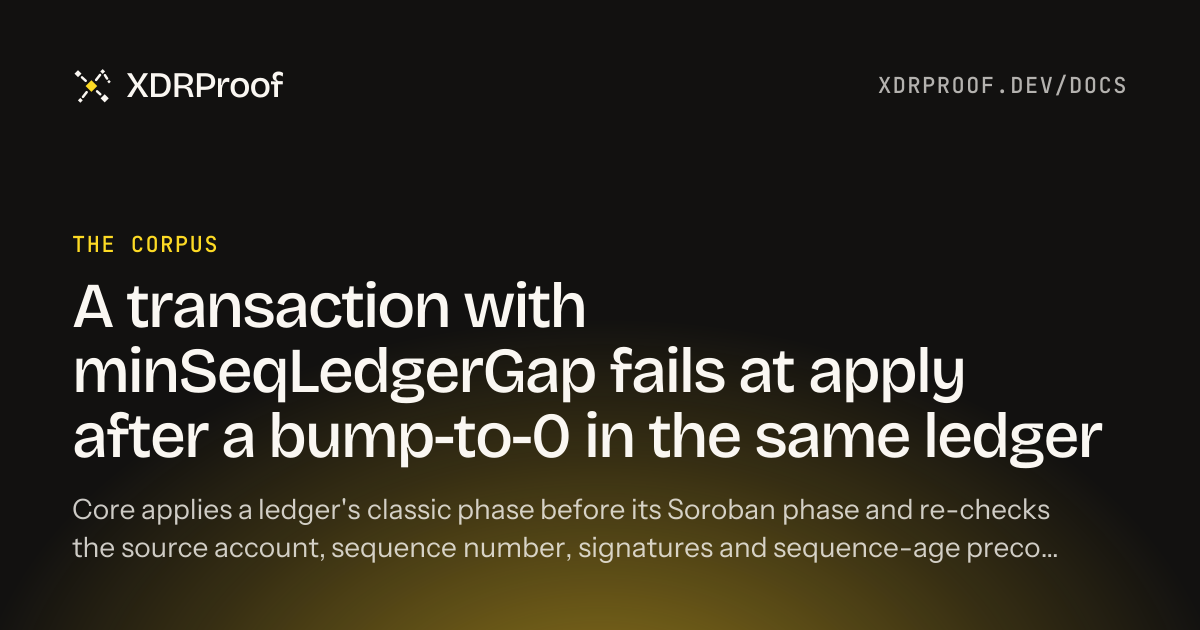 XDRProof
XDRPROOF.DEV/DOCS
THE CORPUS
A transaction with
minSeqLedgerGap fails at apply
after a bump-to-0 in the same ledger
Core applies a ledger's classic phase before its Soroban phase and re-checks
the source account, sequence number, signatures and sequence-age preco...